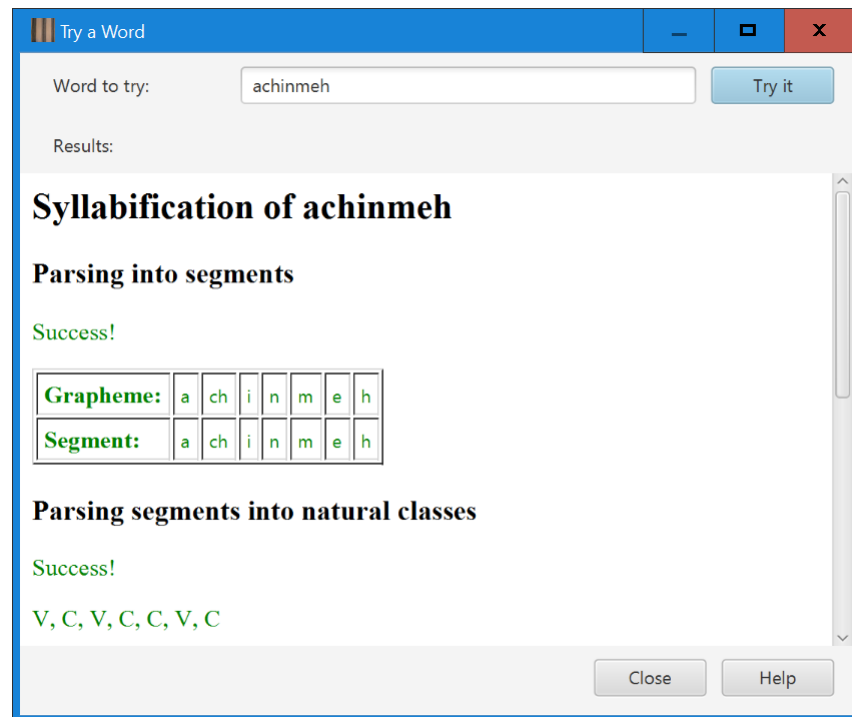 Try a Word
Word to try: achinmeh Try it
Results:
Syllabification of achinmeh
Parsing into segments
Success!
Grapheme: a ch i n m e h
Segment: a ch i n m e h
Parsing segments into natural classes
Success!
V, C, V, C, C, V, C
Close Help